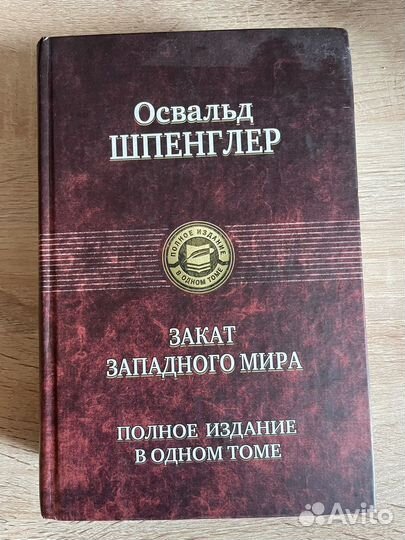 Освальд
ШПЕНГЛЕР
ПОЛНОЕ ИЗДАНИЕ
В ОДНОМ ТОМЕ
ЗАКАТ
ЗАПАДНОГО МИРА
ПОЛНОЕ ИЗДАНИЕ
В ОДНОМ ТОМЕ
Avito